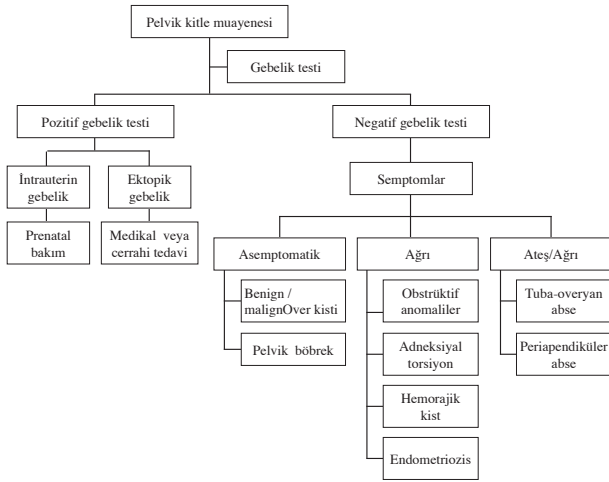 Pelvik kitle muayenesi
Gebelik testi
Pozitif gebelik testi
Negatif gebelik testi
İntrauterin
gebelik
Ektopik
gebelik
Semptomlar
Prenatal
bakım
Medikal veya
cerrahi tedavi
Asemptomatik
Ağrı
Ateş/Ağrı
Benign /
malignOver kisti
Pelvik böbrek
Obstrüktif
anomaliler
Adneksiyal
torsiyon
Hemorajik
kist
Endometriozis
Tuba-overyan
abse
Periapendiküler
abse